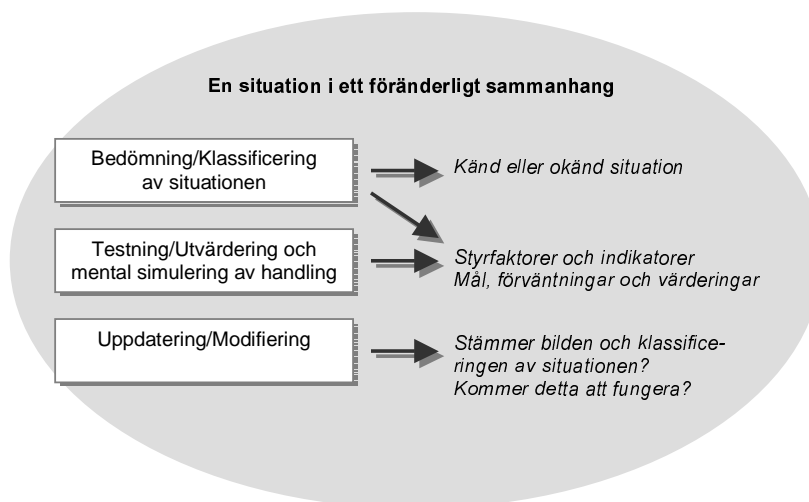 En situation i ett föränderligt sammanhang
Bedömning/Klassificering
av situationen
Känd eller okänd situation
Testning/Utvärdering och
mental simulering av handling
Styrfaktorer och indikatorer
Mål, förväntningar och värderingar
Uppdatering/Modifiering
Stämmer bilden och klassifice-
ringen av situationen?
Kommer detta att fungera?